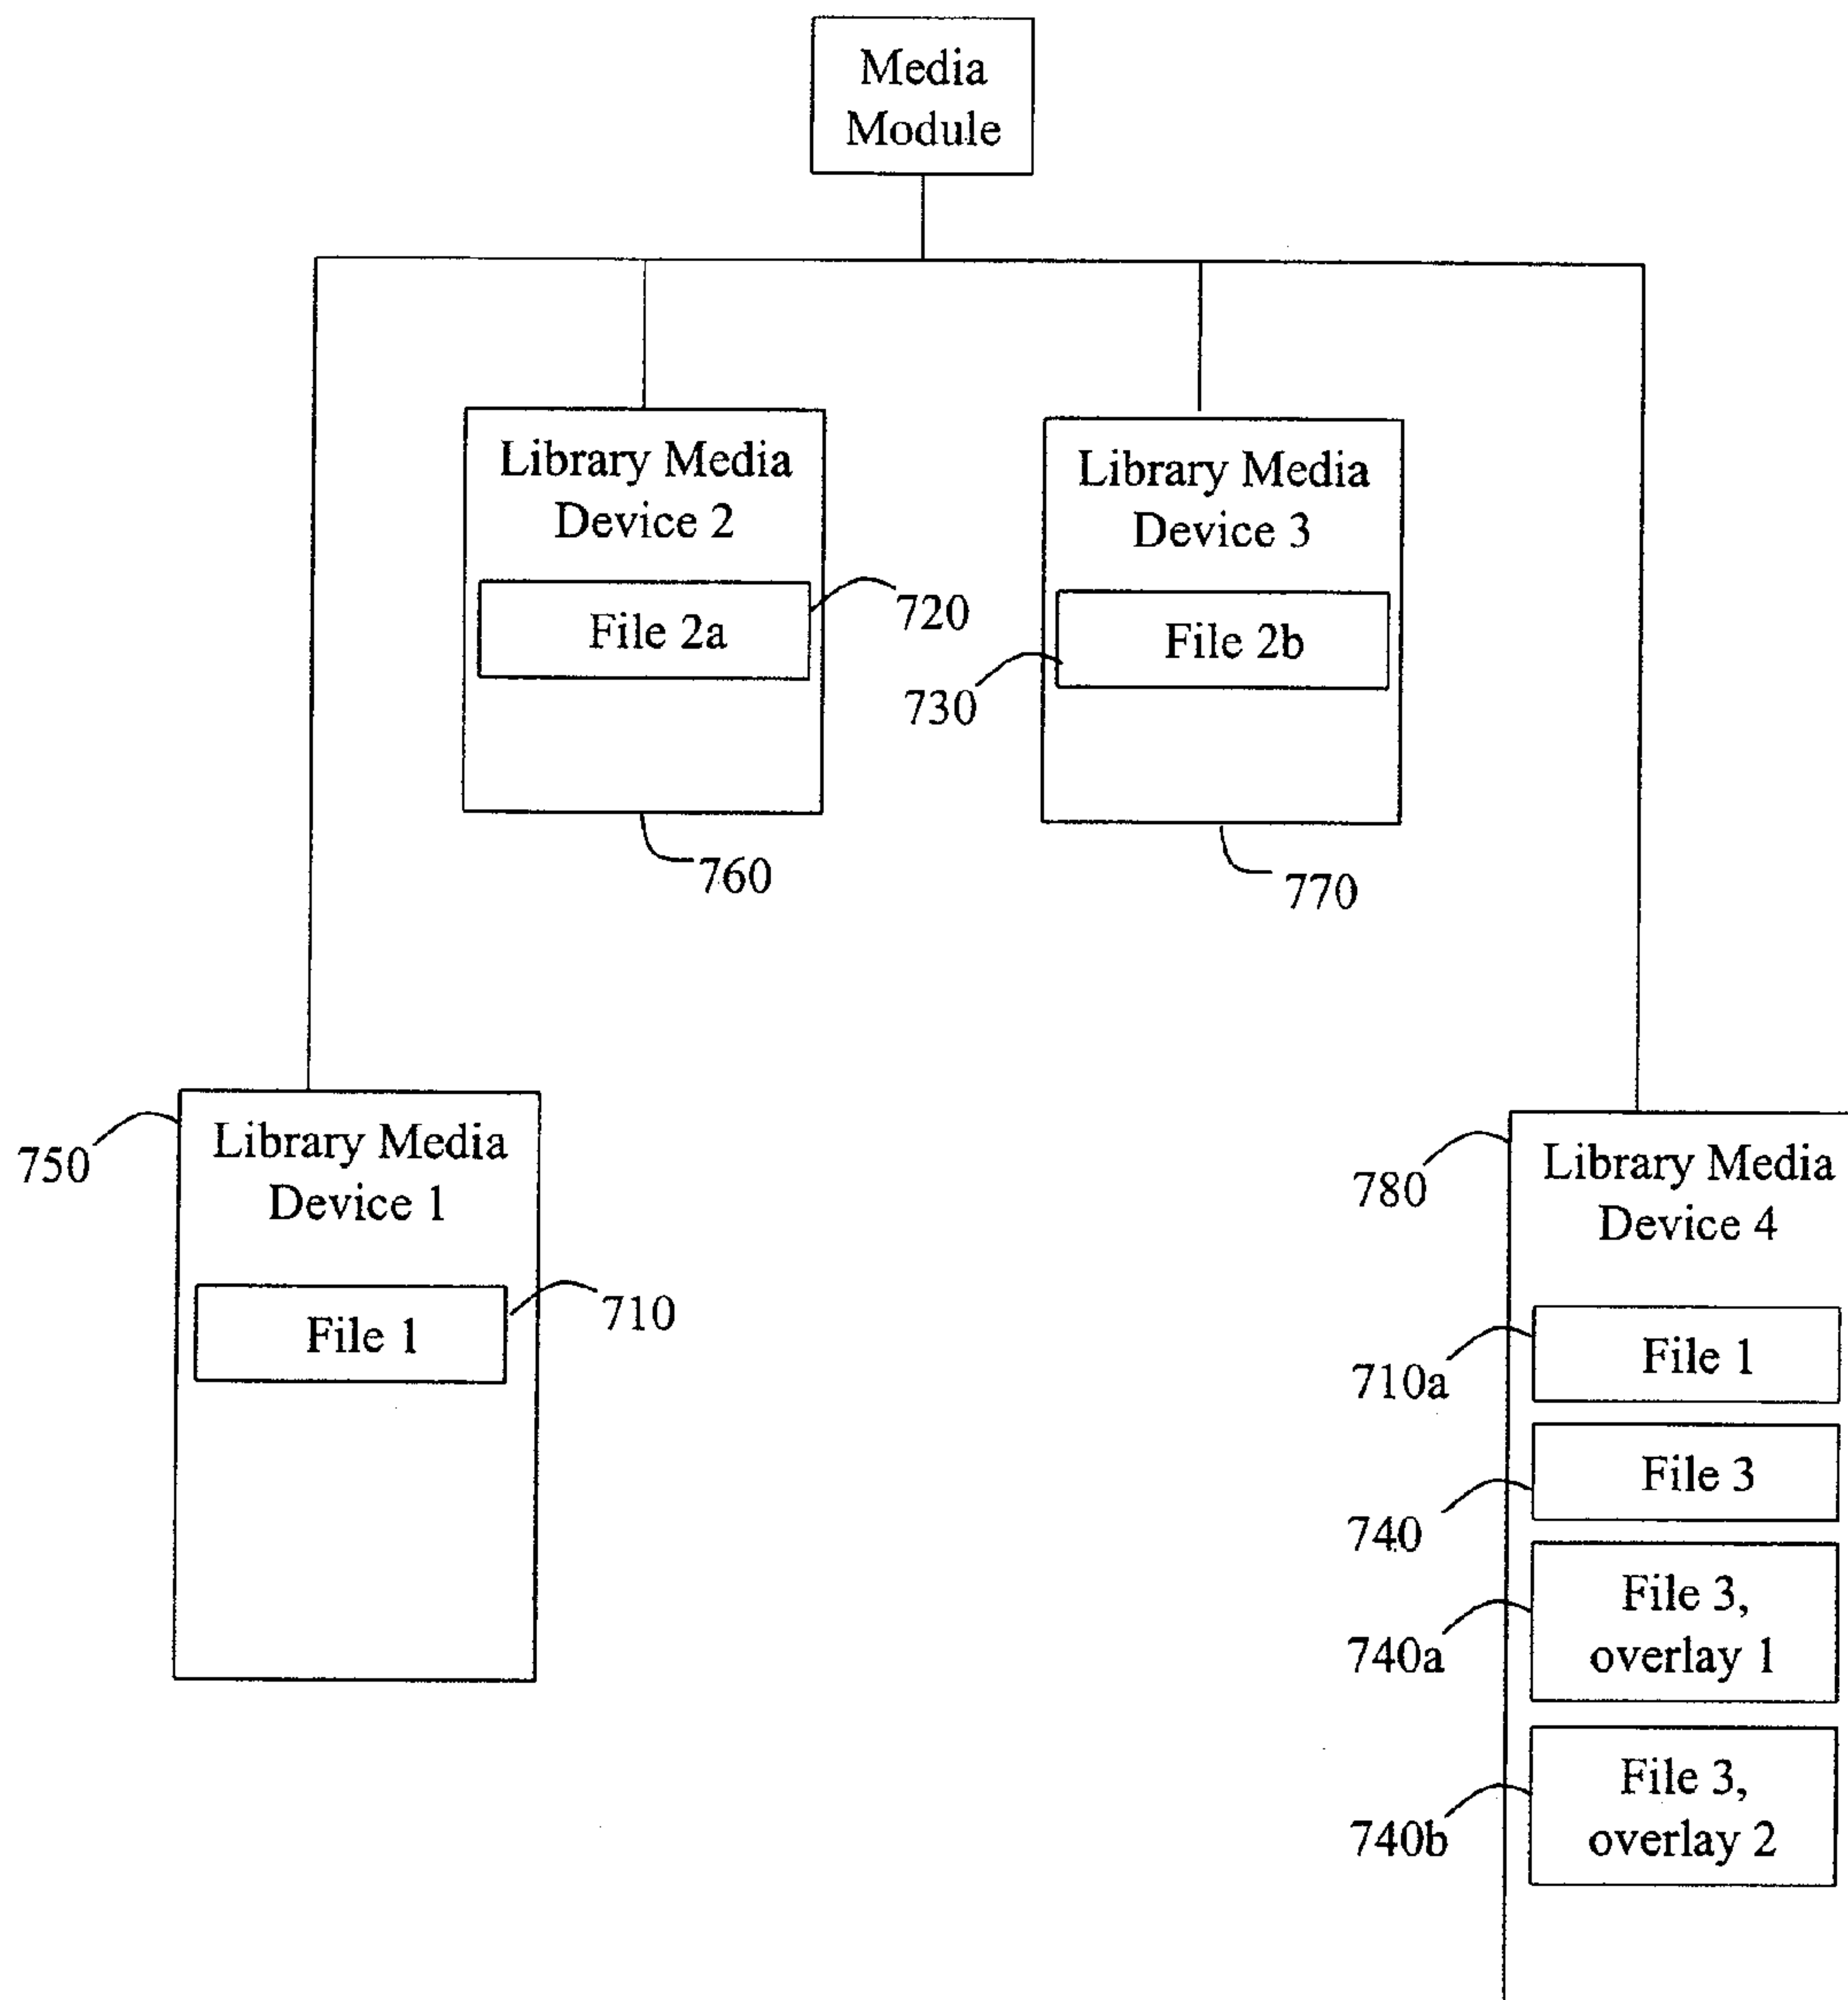 Media
Module
Library Media
Device 2
File 2a
720
760
Library Media
Device 3
File 2b
730
770
750
Library Media
Device 1
File 1
710
780
Library Media
Device 4
710a
File 1
740
File 3
740a
File 3,
overlay 1
740b
File 3,
overlay 2